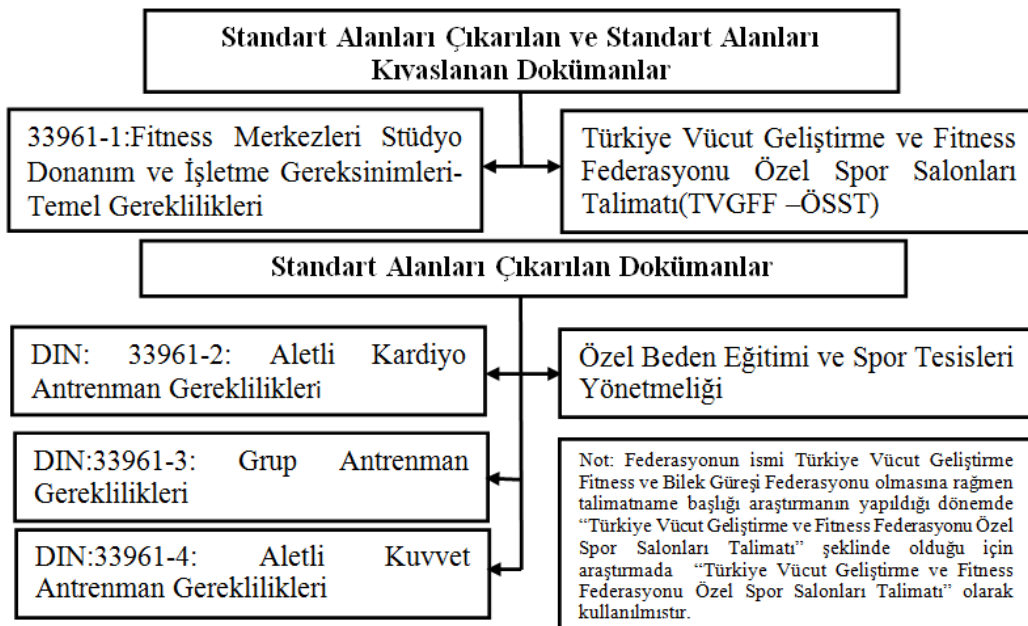 Standart Alanları Çıkarılan ve Standart Alanları
Kıvaslanan Dokümanlar
33961-1:Fitness Merkezleri Stüdyo
Donanım ve İşletme Gereksinimleri-
Temel Gereklilikleri
Türkiye Vücut Geliştirme ve Fitness
Federasyonu Özel Spor Salonları
Talimatı(TVGFF –ÖSST)
Standart Alanları Çıkarılan Dokümanlar
DIN: 33961-2: Aletli Kardiyo
Antrenman Gereklilikleri
Özel Beden Eğitimi ve Spor Tesisleri
Yönetmeliği
DIN:33961-3: Grup Antrenman
Gereklilikleri
DIN:33961-4: Aletli Kuvvet
Antrenman Gereklilikleri
Not: Federasyonun ismi Türkiye Vücut Geliştirme
Fitness ve Bilek Güreşi Federasyonu olmasına rağmen
talimatname başlığı araştırmanın yapıldığı dönemde
“Türkiye Vücut Geliştirme ve Fitness Federasyonu Özel
Spor Salonları Talimatı” şeklinde olduğu için
araştırmada “Türkiye Vücut Geliştirme ve Fitness
Federasyonu Özel Spor Salonları Talimatı” olarak
kullanılmıstır.